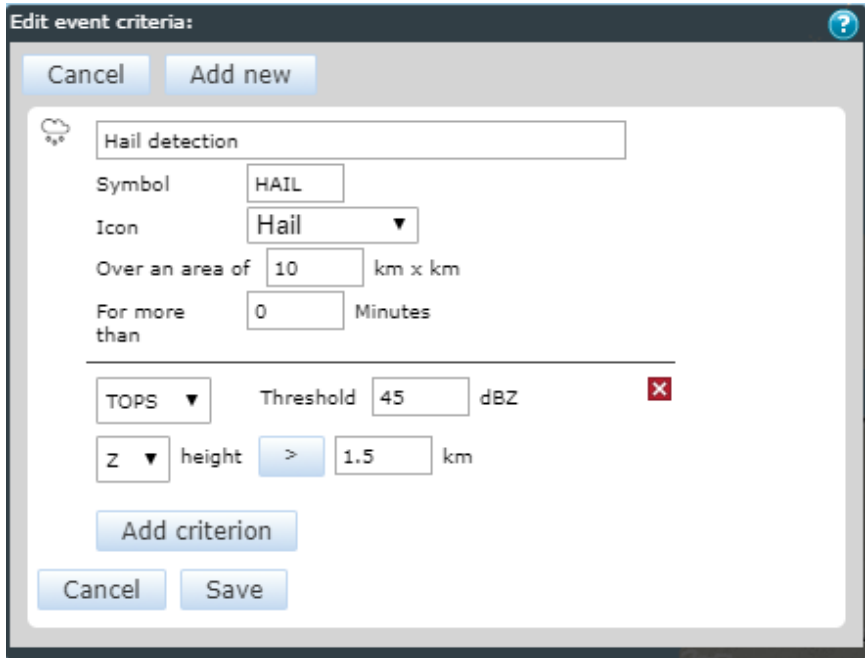 Edit event criteria:
?
Cancel Add new
Hail detection
Symbol HAIL
Icon Hail
Over an area of 10 km x km
For more than 0 Minutes
TOPS Threshold 45 dBZ
Z height > 1.5 km
Add criterion
Cancel Save